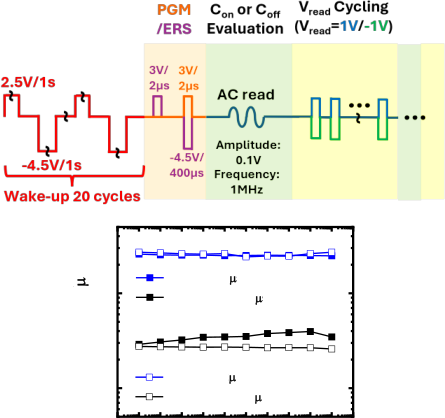 PGM
/ERS
Con or Coff
Evaluation
Vread Cycling
(Vread=1V/-1V)
2.5V/1s
3V/
2μs
3V/
2μs
AC read
-4.5V/1s
-4.5V/
400μs
Amplitude:
0.1V
Frequency:
1MHz
Wake-up 20 cycles
μ
μ
μ
μ
μ